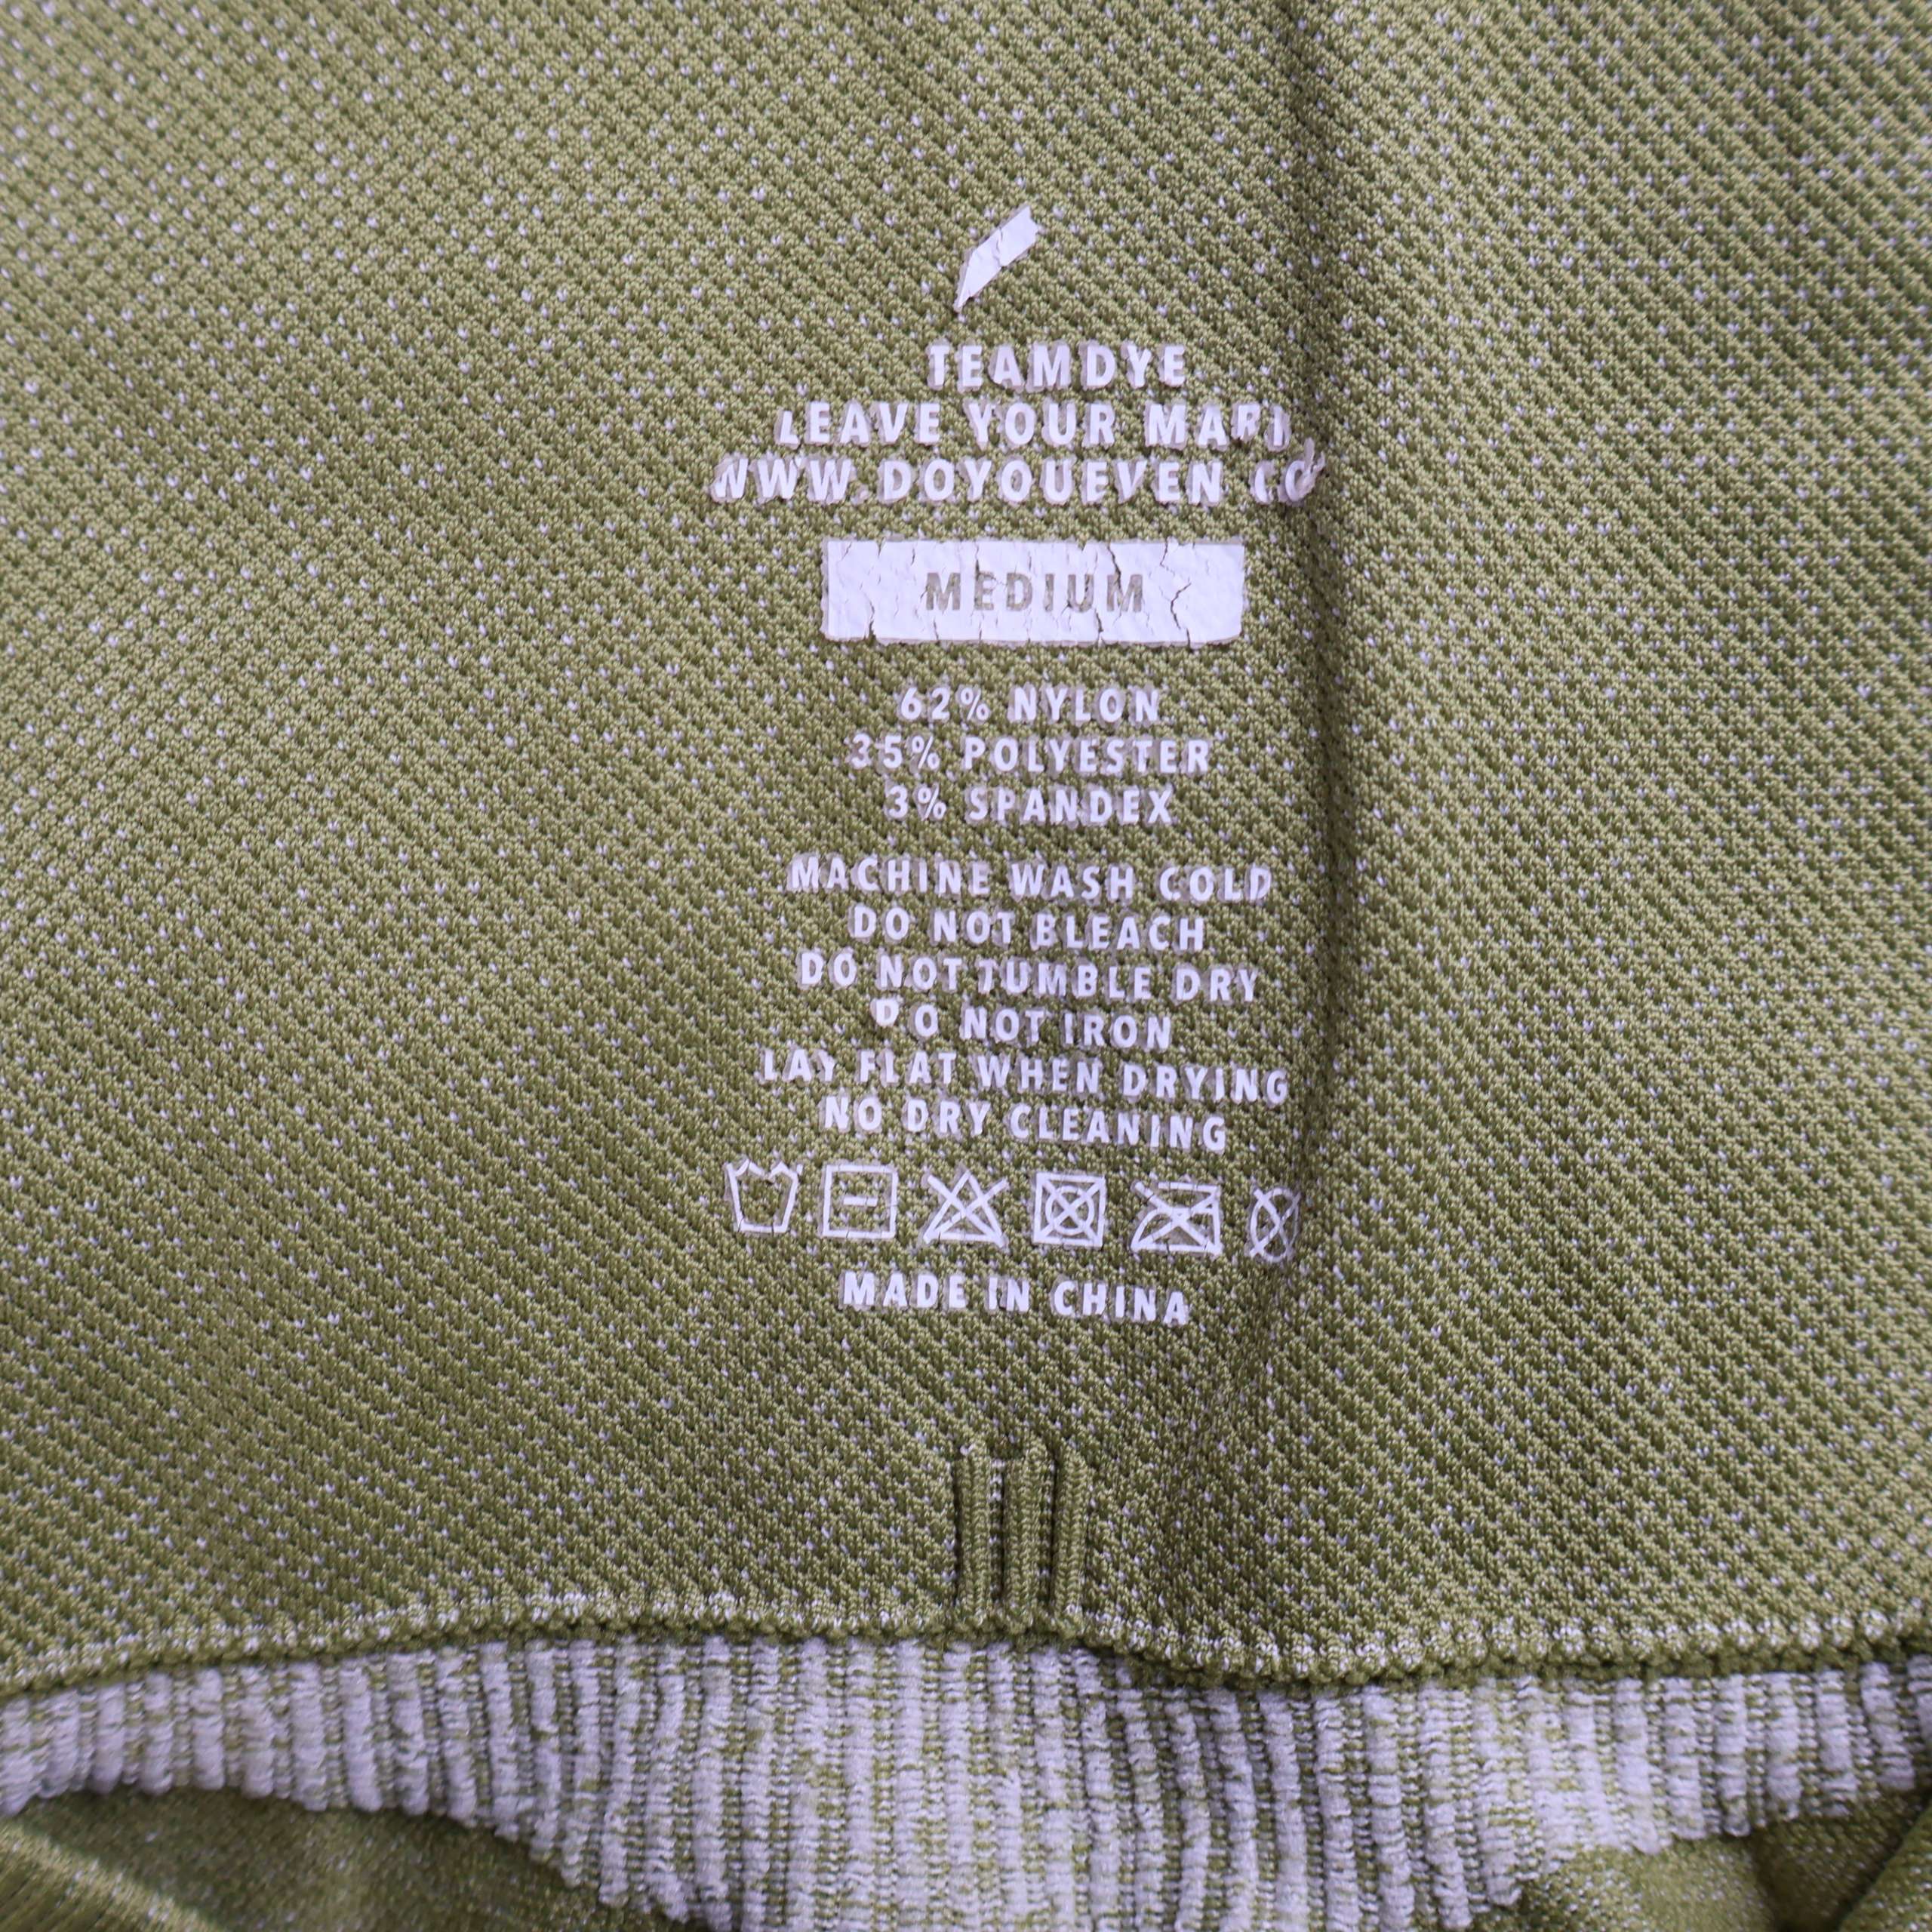 TEAMDYE
LEAVE YOUR
WWW.DOYOUEVEN.CO
MEDIUM
62% NYLON
35% POLYESTER
3% SPANDEX
MACHINE WASH COLD
DO NOT BLEACH
DO NOT TUMBLE DRY
DO NOT IRON
LAY FLAT WHEN DRYING
NO DRY CLEANING
MADE IN CHINA